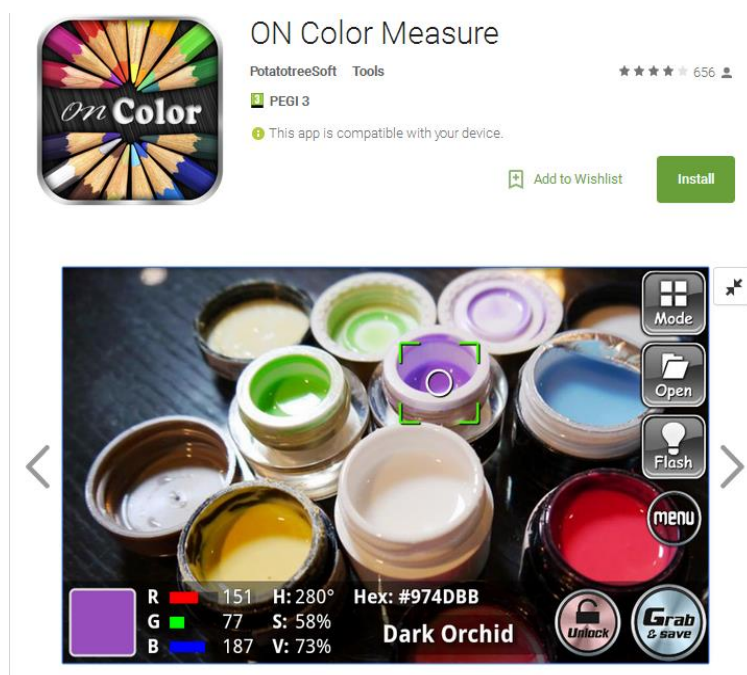 ON Color Measure
PotatotreeSoft Tools
656
3 PEGI 3
This app is compatible with your device.
Add to Wishlist
Install
on Color
Mode
Open
Flash
menu
R 151 H: 280° Hex: #974DBB
G 77 S: 58%
B 187 V: 73%
Dark Orchid
Unlock
Grab
& save